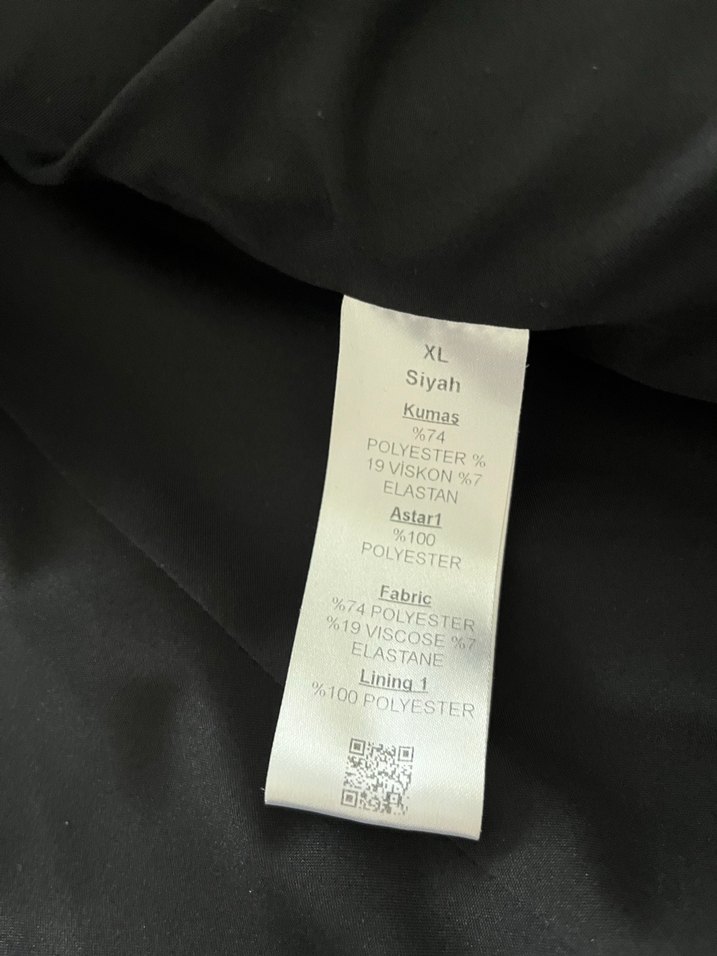 XL
Siyah
Kumaş
%74
POLYESTER %
19 VİSKON %7
ELASTAN
Astar1
%100
POLYESTER
Fabric
%74 POLYESTER
%19 VISCOSE %7
ELASTANE
Lining 1
%100 POLYESTER